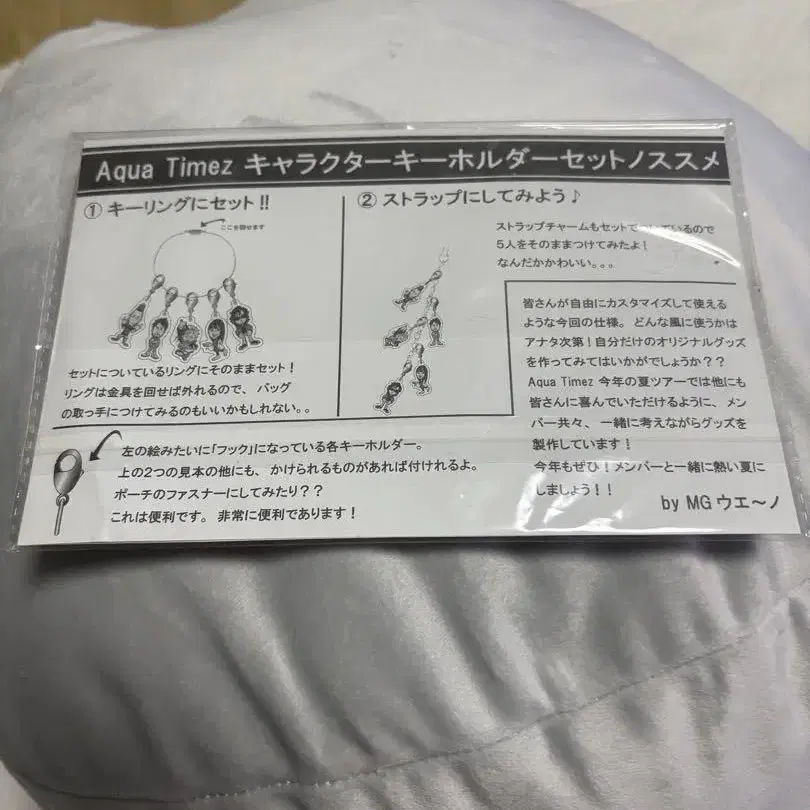 Aqua Timez キャラクターキーホルダーセットノススメ
① キーリングにセット!!
ここを回せます
セットについているリングにそのままセット!
リングは金具を回せば外れるので、バッグ
の取っ手につけてみるのもいいかもしれない。。
② ストラップにしてみよう♪
ストラップチャームもセットでついているので
5人をそのままつけてみたよ!
なんだかかわいい。。。
皆さんが自由にカスタマイズして使える
ような今回の仕様。どんな風に使うかは
アナタ次第!自分だけのオリジナルグッズ
を作ってみてはいかがでしょうか??
Aqua Timez 今年の夏ツアーでは他にも
皆さんに喜んでいただけるように、メン
バー共々、一緒に考えながらグッズを
製作しています!
今年もぜひ!メンバーと一緒に熱い夏に
しましょう!!
by MG ウエ〜ノ
左の絵みたいに「フック」になっている各キーホルダー。
上の2つの見本の他にも、かけられるものがあれば付けれるよ。
ポーチのファスナーにしてみたり??
これは便利です。非常に便利であります!